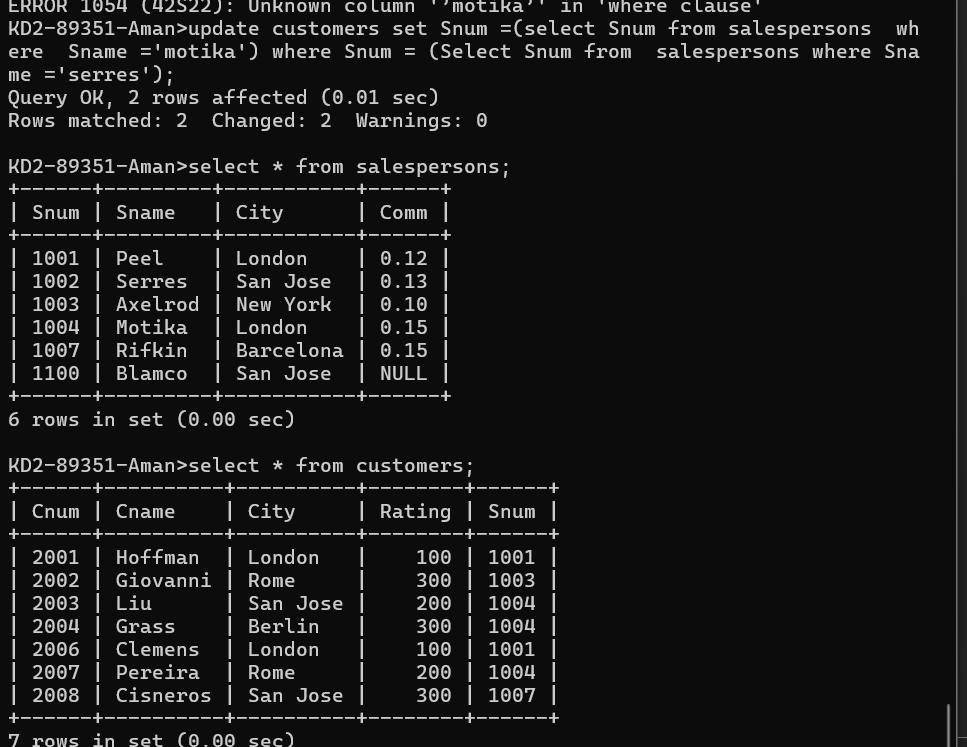 ERROR 1054 (42S22): Unknown column '’motika’' in 'where clause'
KD2-89351-Aman>update customers set Snum =(select Snum from salespersons  wh
ere  Sname ='motika') where Snum = (Select Snum from  salespersons where Sna
me ='serres');
Query OK, 2 rows affected (0.01 sec)
Rows matched: 2  Changed: 2  Warnings: 0

KD2-89351-Aman>select * from salespersons;
+------+---------+-----------+------+
| Snum | Sname   | City      | Comm |
+------+---------+-----------+------+
| 1001 | Peel    | London    | 0.12 |
| 1002 | Serres  | San Jose  | 0.13 |
| 1003 | Axelrod | New York  | 0.10 |
| 1004 | Motika  | London    | 0.15 |
| 1007 | Rifkin  | Barcelona | 0.15 |
| 1100 | Blamco  | San Jose  | NULL |
+------+---------+-----------+------+
6 rows in set (0.00 sec)

KD2-89351-Aman>select * from customers;
+------+----------+----------+--------+------+
| Cnum | Cname    | City     | Rating | Snum |
+------+----------+----------+--------+------+
| 2001 | Hoffman  | London   |    100 | 1001 |
| 2002 | Giovanni | Rome     |    300 | 1003 |
| 2003 | Liu      | San Jose |    200 | 1004 |
| 2004 | Grass    | Berlin   |    300 | 1004 |
| 2006 | Clemens  | London   |    100 | 1001 |
| 2007 | Pereira  | Rome     |    200 | 1004 |
| 2008 | Cisneros | San Jose |    300 | 1007 |
+------+----------+----------+--------+------+
7 rows in set (0.00 sec)